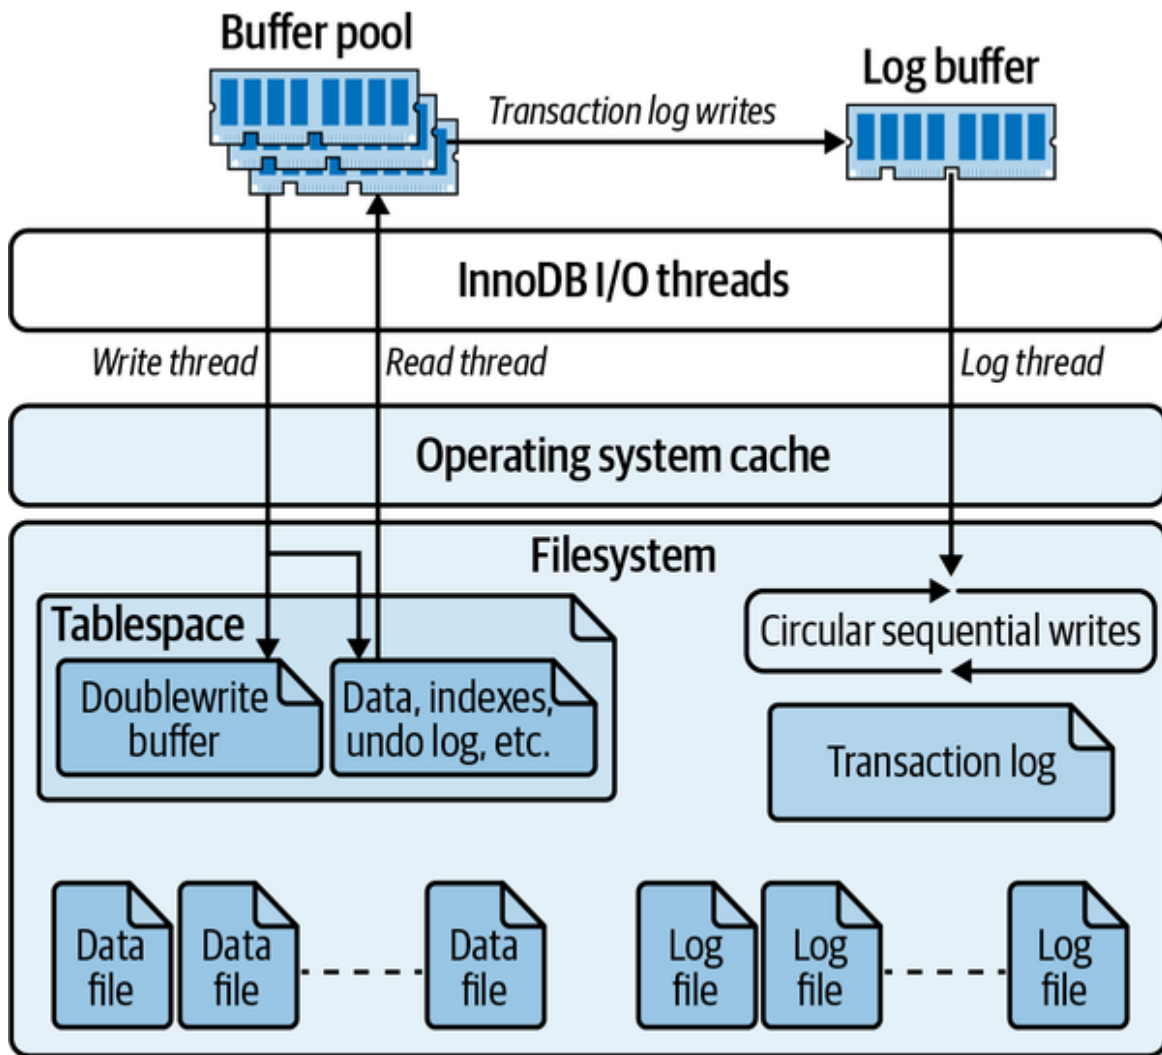 Buffer pool
Log buffer
Transaction log writes
InnoDB I/O threads
Write thread
Read thread
Log thread
Operating system cache
Filesystem
Tablespace
Doublewrite
buffer
Data, indexes,
undo log, etc.
Circular sequential writes
Transaction log
Data
file
Data
file
Data
file
Log
file
Log
file
Log
file